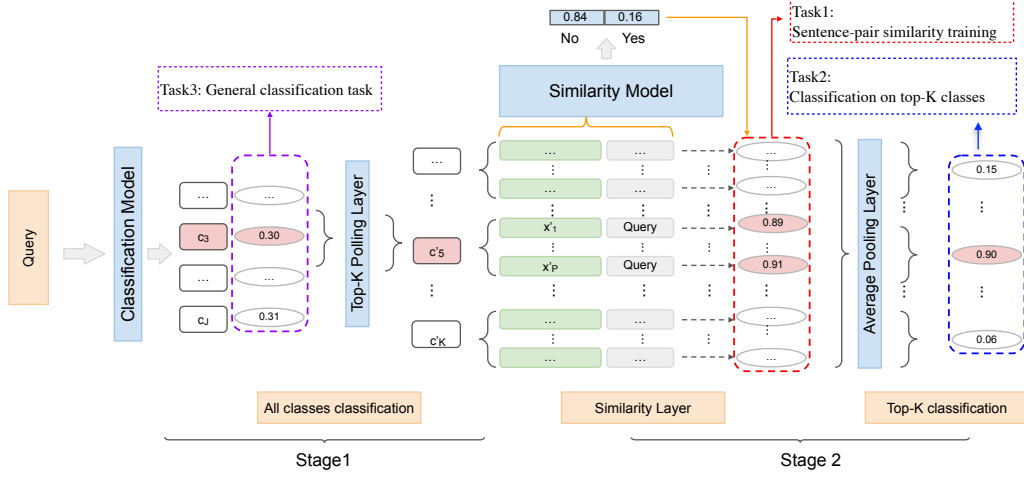 0.84 0.16
No Yes
Task1:
Sentence-pair similarity training
Task2:
Classification on top-K classes
Task3: General classification task
Similarity Model
Query
Classification Model
...
c3
...
cJ
...
0.30
...
0.31
Top-K Polling Layer
...
⋮
c'5
⋮
c'K
... ...
⋮ ⋮
... ...
⋮ ⋮
x'1 Query
⋮ ⋮
x'P Query
⋮ ⋮
... ...
⋮ ⋮
... ...
...
⋮
...
⋮
0.89
⋮
0.91
⋮
...
⋮
...
Average Pooling Layer
0.15
⋮
0.90
⋮
0.06
All classes classification
Similarity Layer
Top-K classification
Stage1
Stage 2